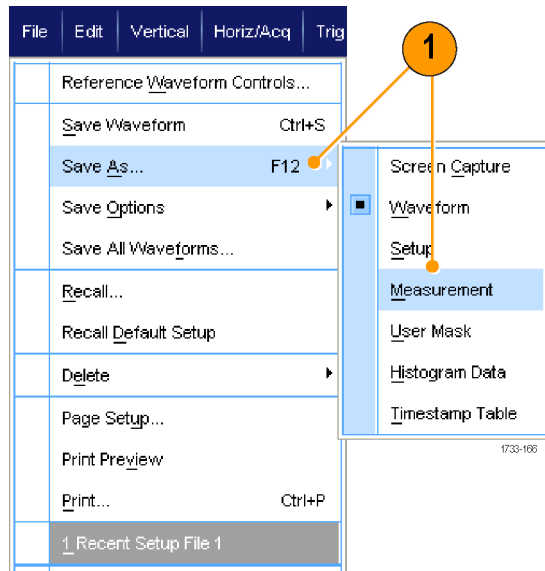 File Edit Vertical Horiz/Acq Trig
1
Reference Waveform Controls...
Save Waveform Ctrl+S
Save As... F12
Save Options
Save All Waveforms...
Recall...
Recall Default Setup
Delete
Page Setup...
Print Preview
Print... Ctrl+P
1 Recent Setup File 1
Screen Capture
Waveform
Setup
Measurement
User Mask
Histogram Data
Timestamp Table
1733-166